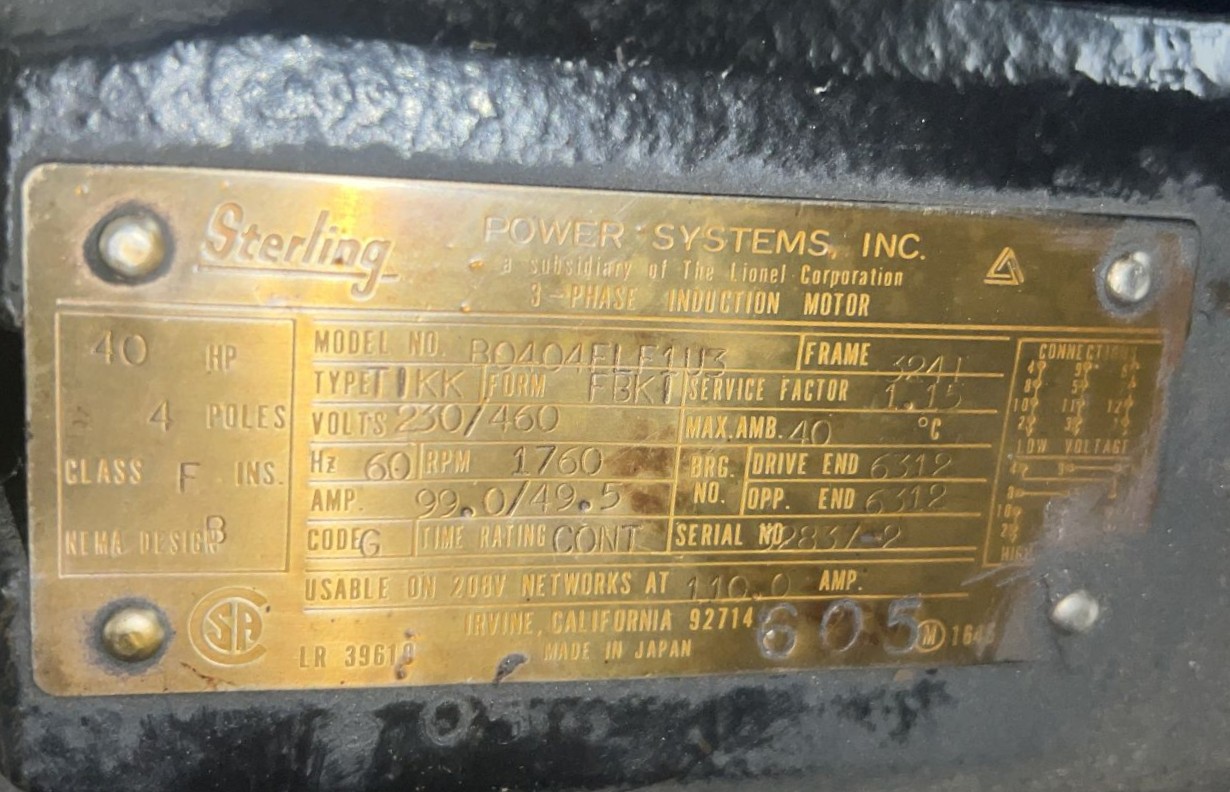 Sterling POWER SYSTEMS, INC.
a subsidiary of The Lionel Corporation
3-PHASE INDUCTION MOTOR
40 HP
4 POLES
CLASS F INS.
NEMA DESIGN B
MODEL NO. FRAME
TYPE TIKK FORM FBKT SERVICE FACTOR 1.15
VOLTS 230/460 MAX. AMB. 40 °C
Hz 60 RPM 1760 BRG. NO. DRIVE END 6312
AMP. 99.0/49.5 OPP. END 6312
CODE G TIME RATING CONT SERIAL NO
USABLE ON 208V NETWORKS AT 110.0 AMP.
CONNECTIONS
LOW VOLTAGE
IRVINE, CALIFORNIA 92714
MADE IN JAPAN
605
SA
LR